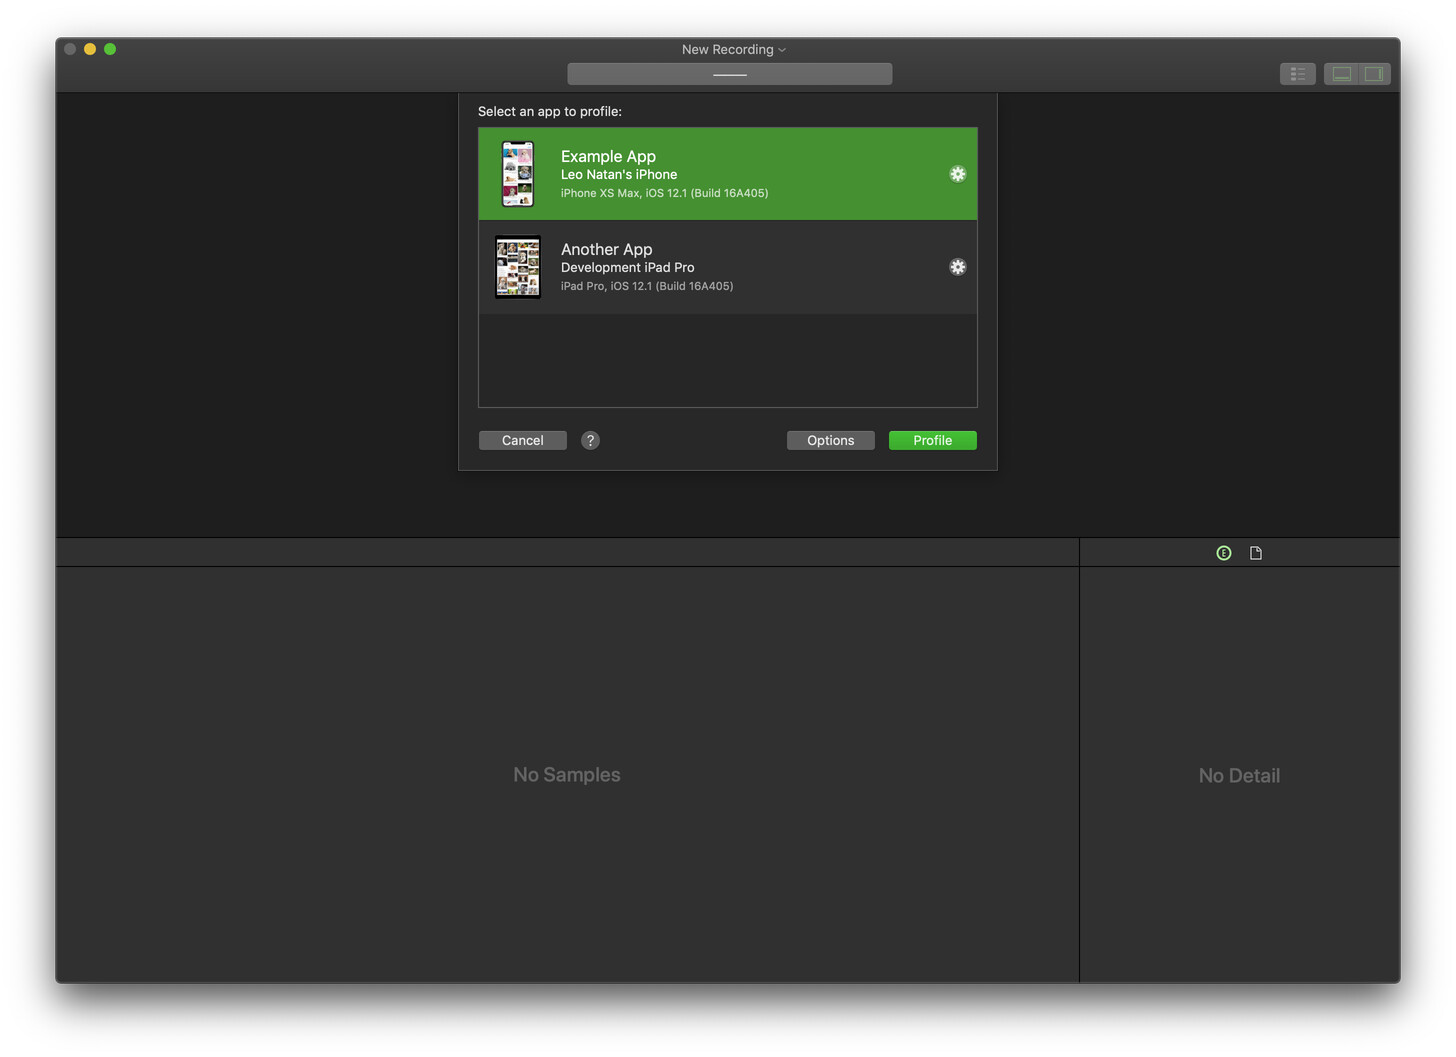 New Recording
Select an app to profile:
Example App
Leo Natan's iPhone
iPhone XS Max, iOS 12.1 (Build 16A405)
Another App
Development iPad Pro
iPad Pro, iOS 12.1 (Build 16A405)
Cancel ? Options Profile
E
No Samples
No Detail